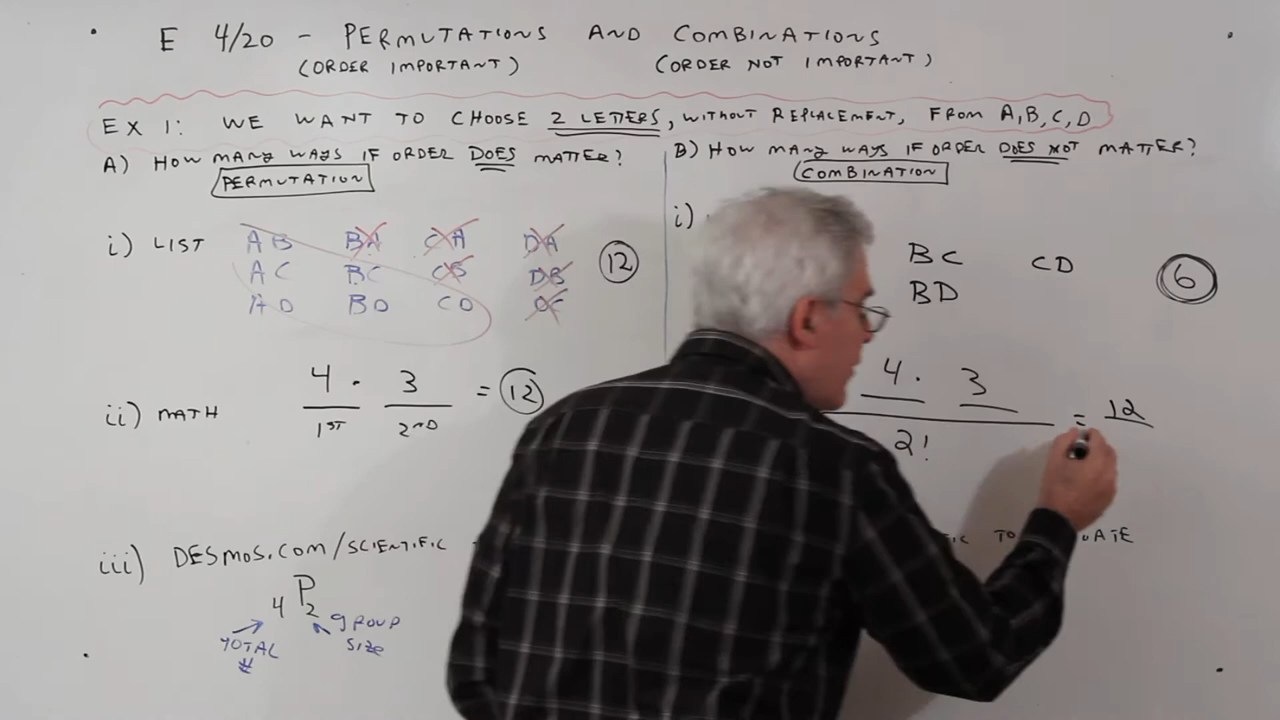 E 4/20 - PERMUTATIONS AND COMBINATIONS
(ORDER IMPORTANT) (ORDER NOT IMPORTANT)
EX 1: WE WANT TO CHOOSE 2 LETTERS, WITHOUT REPLACEMENT, FROM A,B,C,D
A) HOW MANY WAYS IF ORDER DOES MATTER?
PERMUTATION
i) LIST
AB BA CA DA
AC BC CB DB 12
AD BD CD DC
ii) MATH
4 · 3 = 12
1ST 2ND
iii) DESMOS.COM/SCIENTIFIC
4P2
TOTAL #
GROUP SIZE
B) HOW MANY WAYS IF ORDER DOES NOT MATTER?
COMBINATION
i)
BC CD 6
BD
4 · 3 = 12
2!
TO